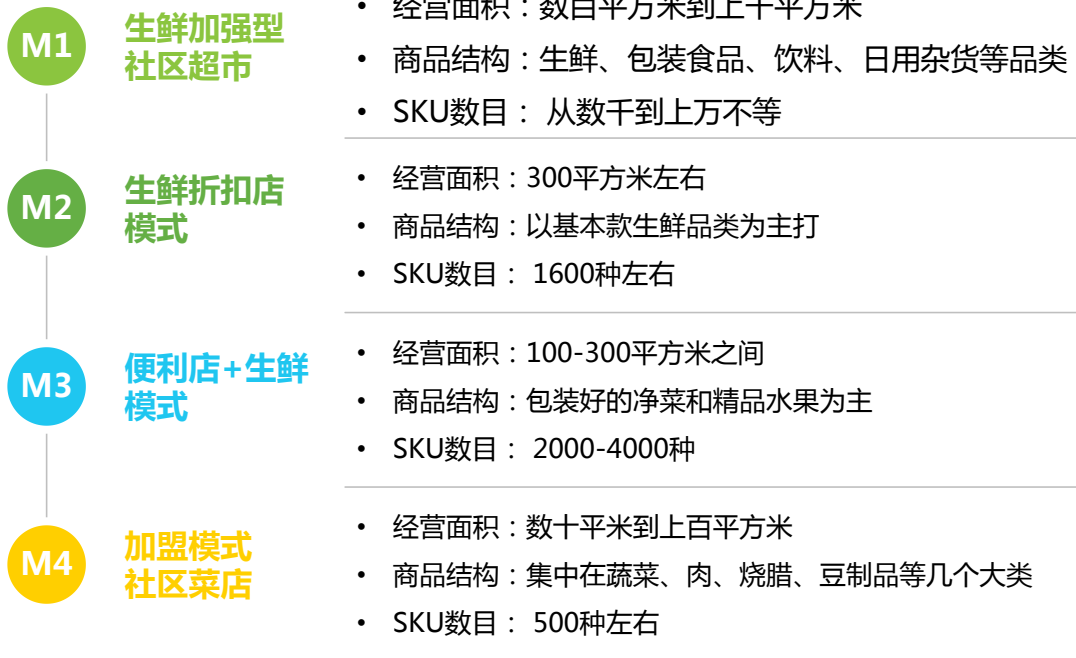 M1
生鲜加强型
社区超市
• 经营面积：数百平方米到上千平方米
• 商品结构：生鲜、包装食品、饮料、日用杂货等品类
• SKU数目： 从数千到上万不等
M2
生鲜折扣店
模式
• 经营面积：300平方米左右
• 商品结构：以基本款生鲜品类为主打
• SKU数目： 1600种左右
M3
便利店+生鲜
模式
• 经营面积：100-300平方米之间
• 商品结构：包装好的净菜和精品水果为主
• SKU数目： 2000-4000种
M4
加盟模式
社区菜店
• 经营面积：数十平米到上百平方米
• 商品结构：集中在蔬菜、肉、烧腊、豆制品等几个大类
• SKU数目： 500种左右